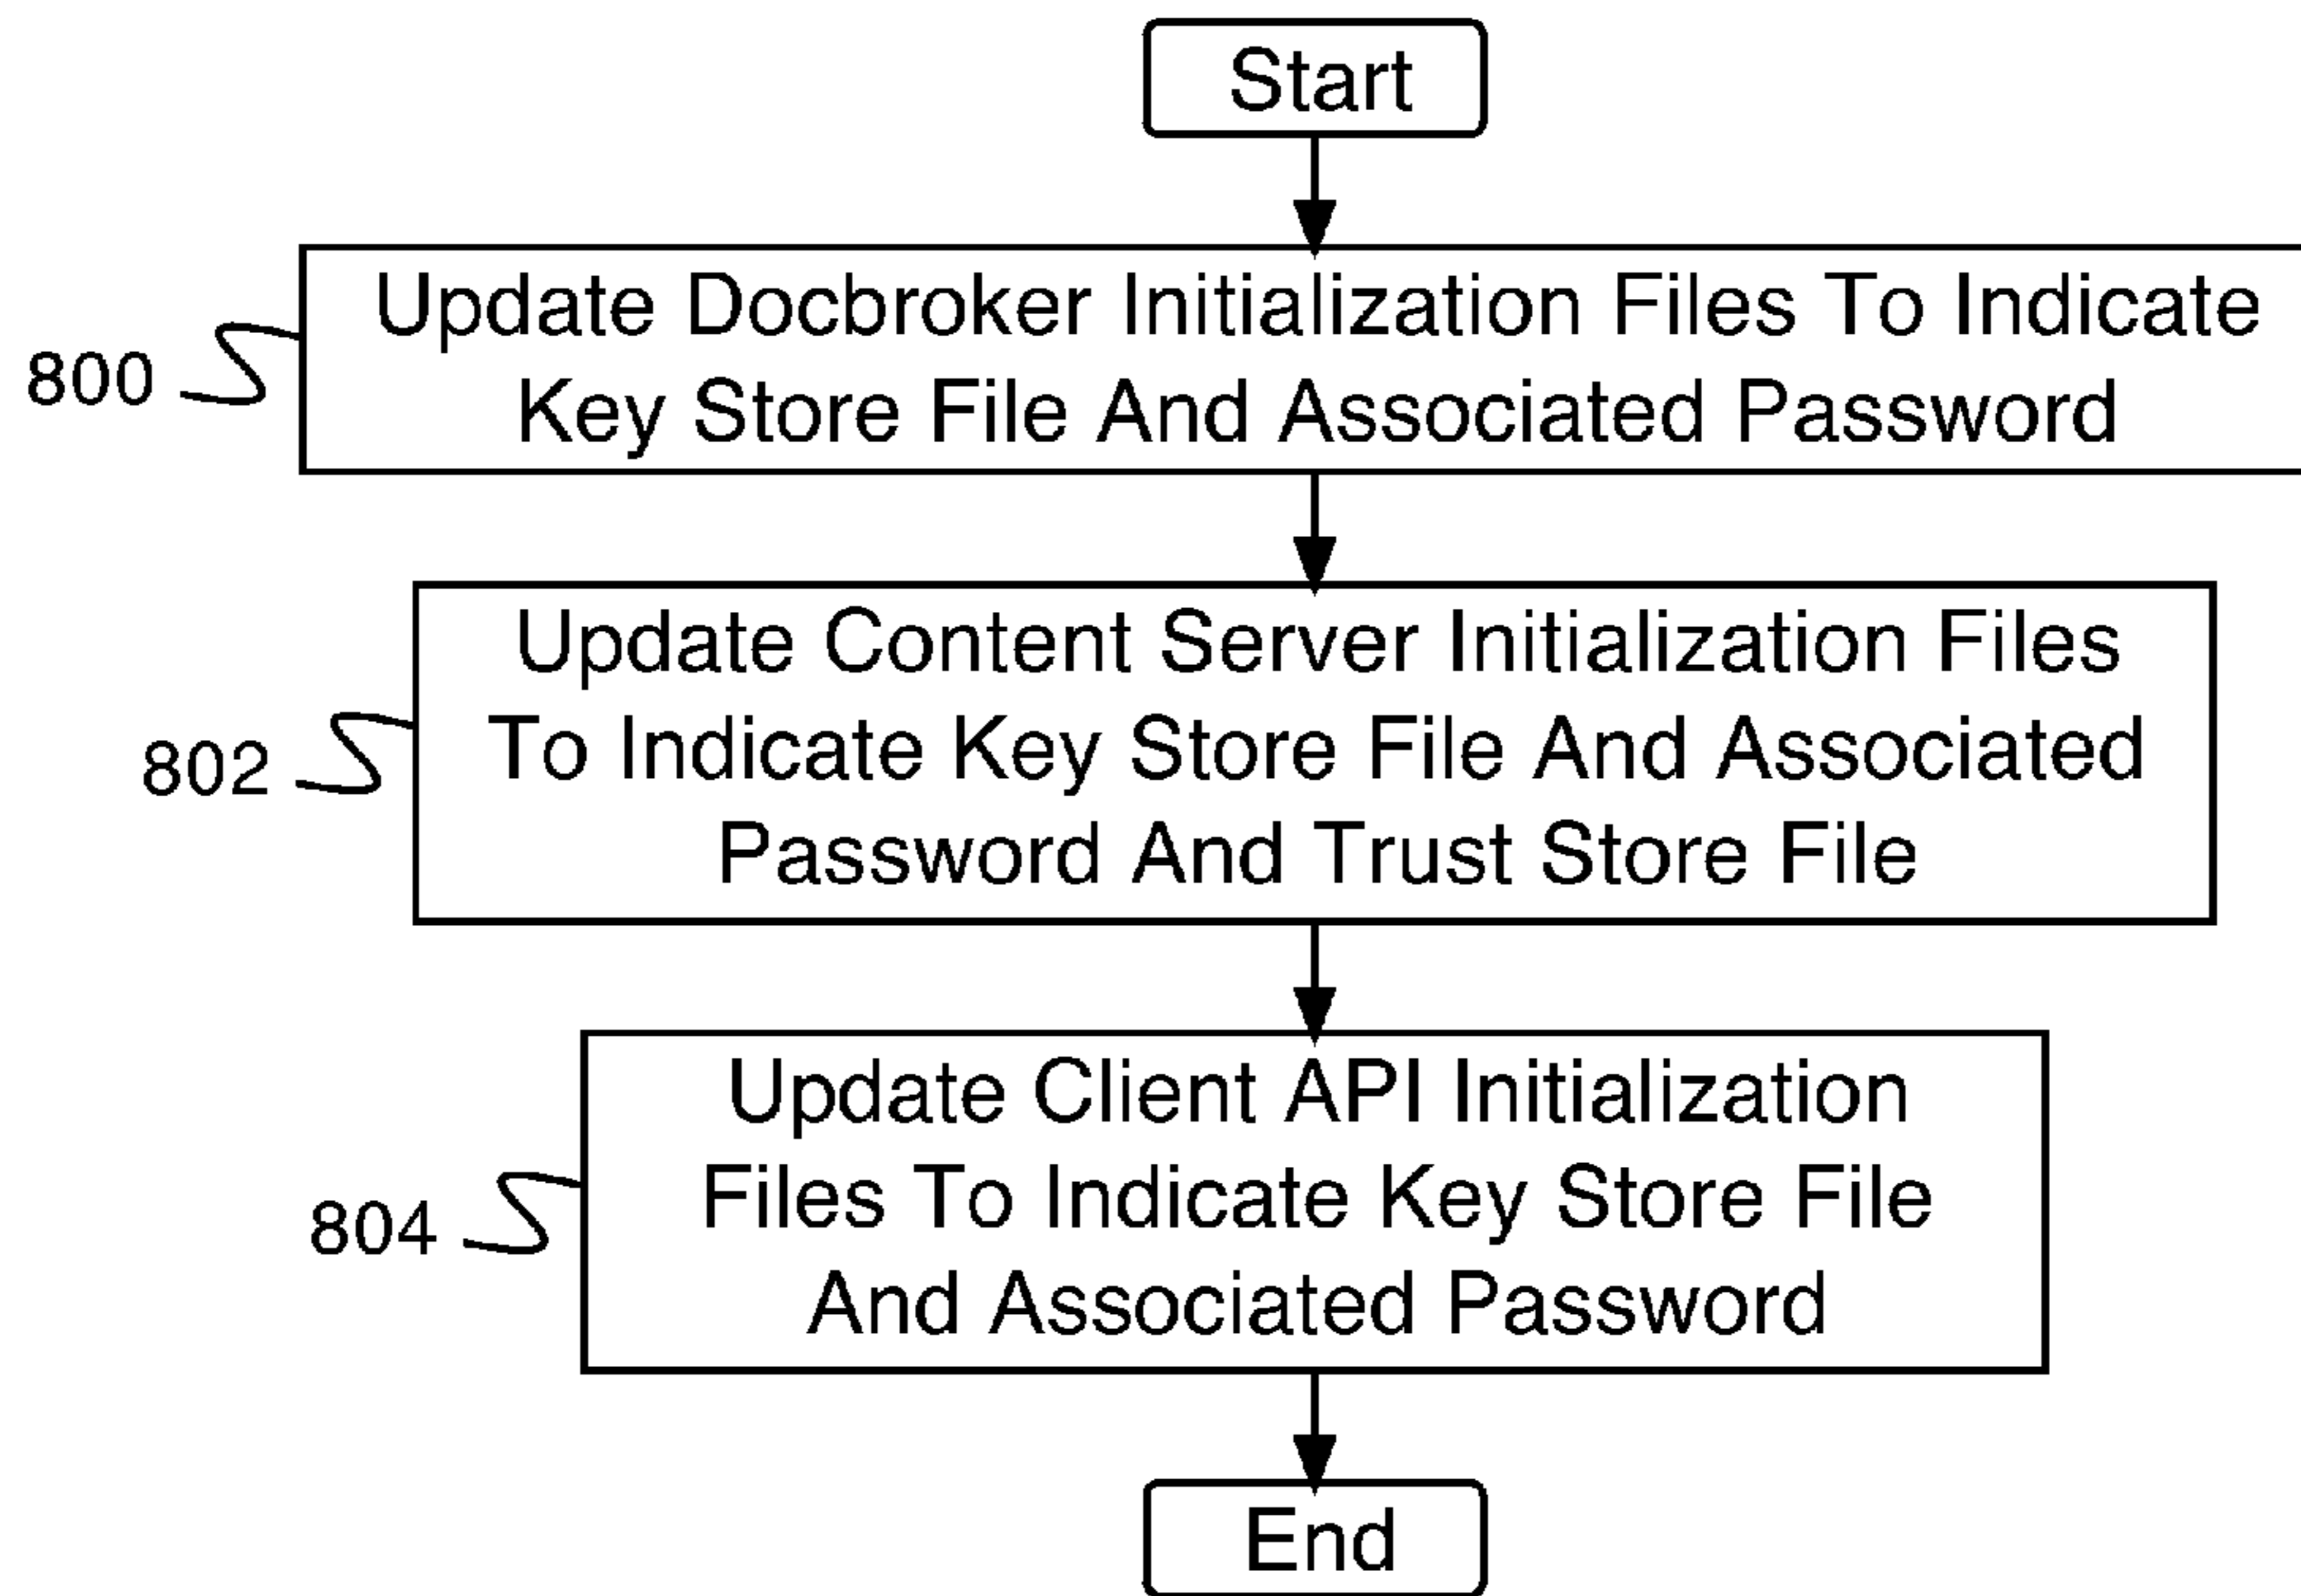 Start
Update Docbroker Initialization Files To Indicate
Key Store File And Associated Password
800
Update Content Server Initialization Files
To Indicate Key Store File And Associated
Password And Trust Store File
802
Update Client API Initialization
Files To Indicate Key Store File
And Associated Password
804
End